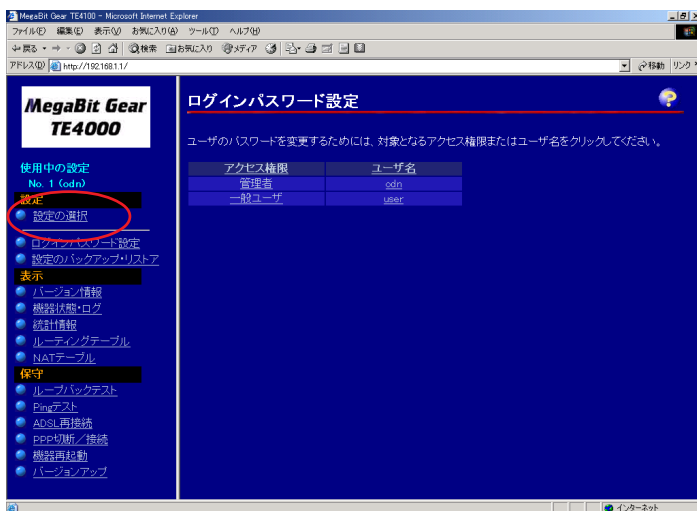 MegaBit Gear TE4100 - Microsoft Internet Explorer
ファイル(F) 編集(E) 表示(V) お気に入り(A) ツール(T) ヘルプ(H)
戻る 検索 お気に入り メディア
アドレス(D) http://192.168.1.1/ 移動 リンク
MegaBit Gear
TE4000
使用中の設定
No. 1 (odn)
設定
設定の選択
ログインパスワード設定
設定のバックアップ・リストア
表示
バージョン情報
機器状態・ログ
統計情報
ルーティングテーブル
NATテーブル
保守
ループバックテスト
Pingテスト
ADSL再接続
PPP切断／接続
機器再起動
バージョンアップ
ログインパスワード設定
?
ユーザのパスワードを変更するためには、対象となるアクセス権限またはユーザ名をクリックしてください。
アクセス権限 ユーザ名
管理者 odn
一般ユーザ user
インターネット